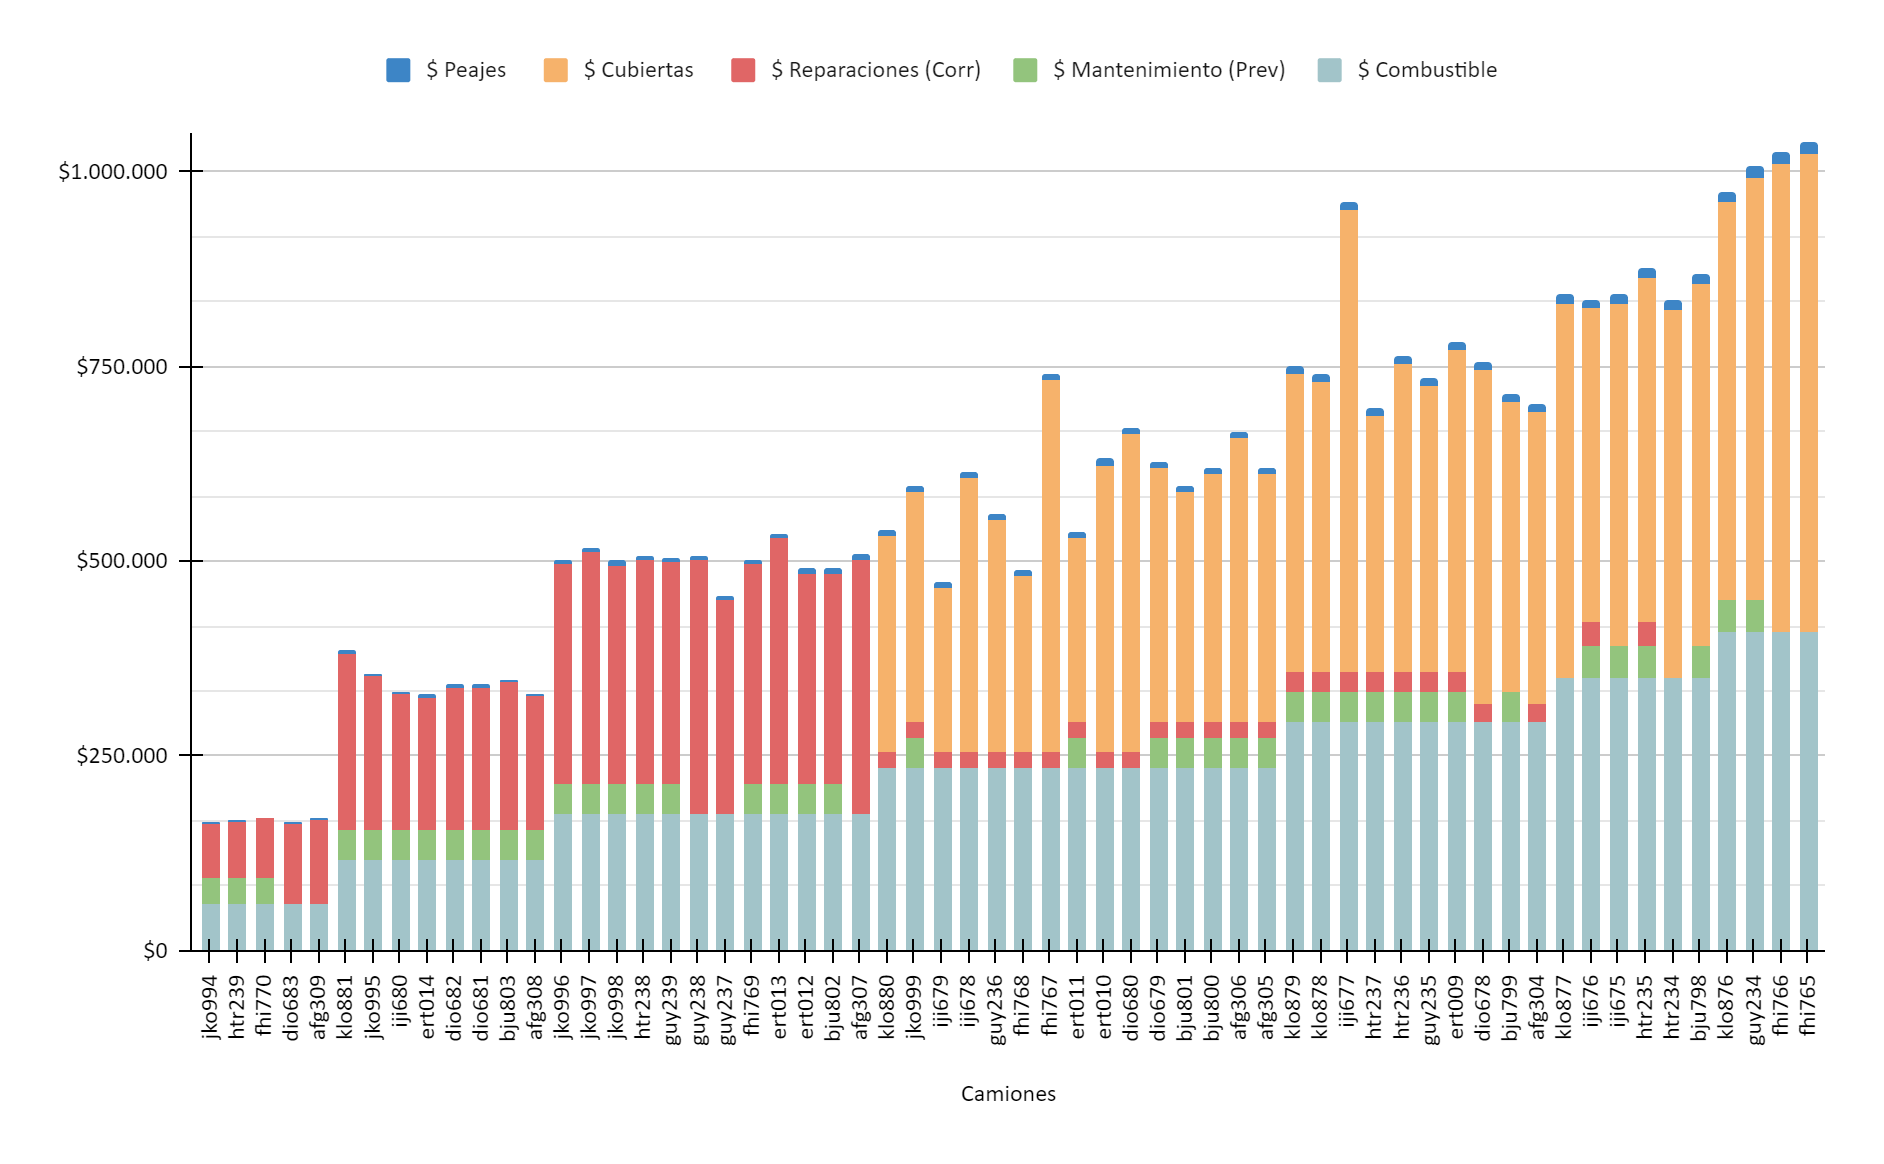 $ Peajes $ Cubiertas $ Reparaciones (Corr) $ Mantenimiento (Prev) $ Combustible
$1.000.000
$750.000
$500.000
$250.000
$0
jko994 htr239 fhi770 dio683 afg309 klo881 jko995 iji680 ert014 dio682 dio681 bju803 afg308 jko996 jko997 jko998 htr238 guy239 guy238 guy237 fhi769 ert013 ert012 bju802 afg307 klo880 jko999 iji679 iji678 guy236 fhi768 fhi767 ert011 ert010 dio680 dio679 bju801 bju800 afg306 afg305 klo879 klo878 iji677 htr237 htr236 guy235 ert009 dio678 bju799 afg304 klo877 iji676 iji675 htr235 htr234 bju798 klo876 guy234 fhi766 fhi765
Camiones